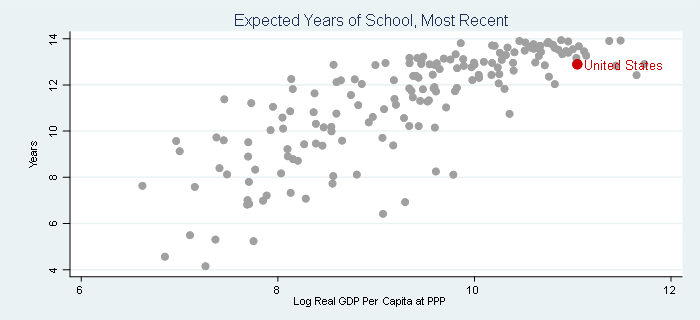 Expected Years of School, Most Recent
14
12
10
8
6
4
Years
United States
6
8
10
12
Log Real GDP Per Capita at PPP